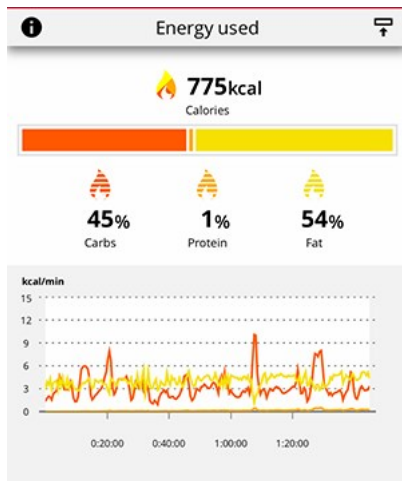 Energy used
775kcal
Calories
45% 1% 54%
Carbs Protein Fat
kcal/min
15
12
9
6
3
0
0:20:00 0:40:00 1:00:00 1:20:00